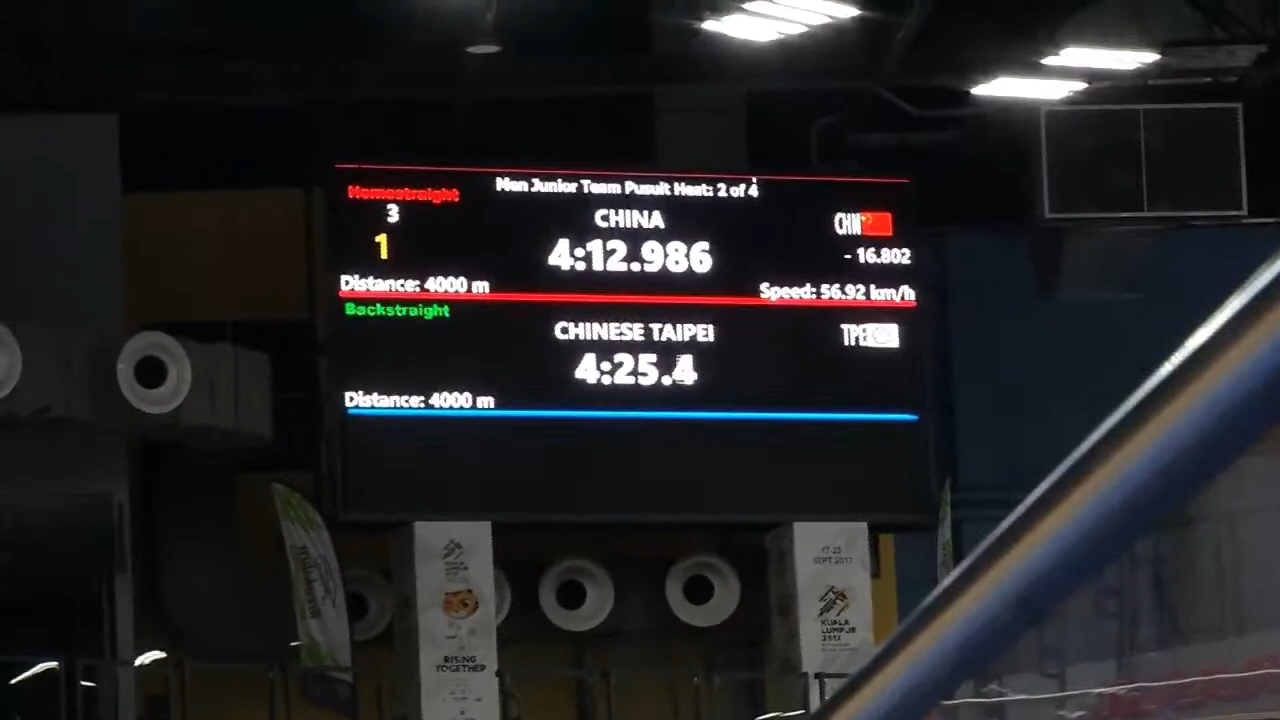 Men Junior Team Pusuit Heat: 2 of 4
Homestraight
3
CHINA
CHN
1
4:12.986
- 16.802
Distance: 4000 m
Speed: 56.92 km/h
Backstraight
CHINESE TAIPEI
TPE
4:25.4
Distance: 4000 m
RISING
TOGETHER
17-23
SEPT 2017
KUALA
LUMPUR
2017